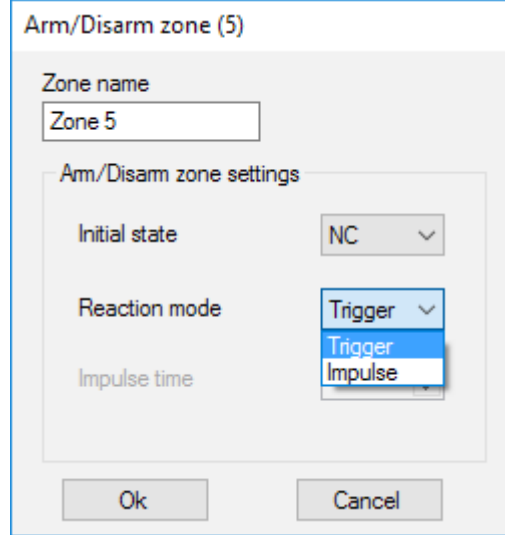 Arm/Disarm zone (5)
Zone name
Zone 5
Arm/Disarm zone settings
Initial state NC
Reaction mode Trigger
Trigger
Impulse time Impulse
Ok Cancel